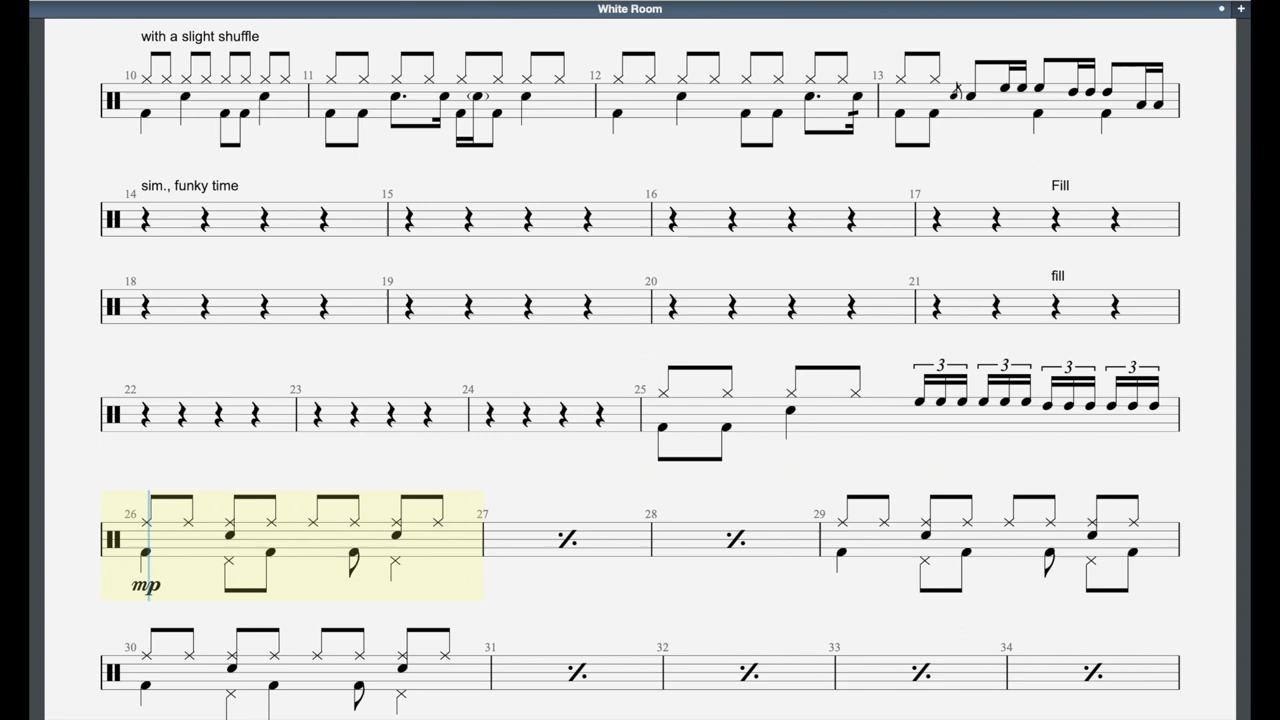 White Room
+
with a slight shuffle
10 11 12 13
sim., funky time Fill
14 15 16 17
fill
18 19 20 21
3 3 3 3
22 23 24 25
26 27 28 29
mp
30 31 32 33 34